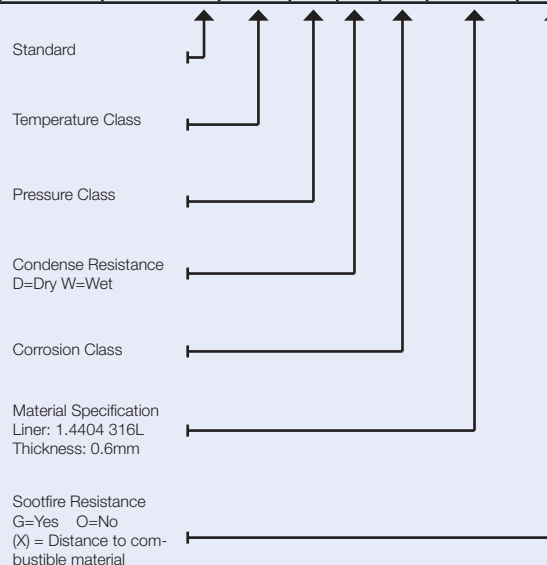 Standard
Temperature Class
Pressure Class
Condense Resistance
D=Dry W=Wet
Corrosion Class
Material Specification
Liner: 1.4404 316L
Thickness: 0.6mm
Sootfire Resistance
G=Yes O=No
(X) = Distance to com-
bustible material